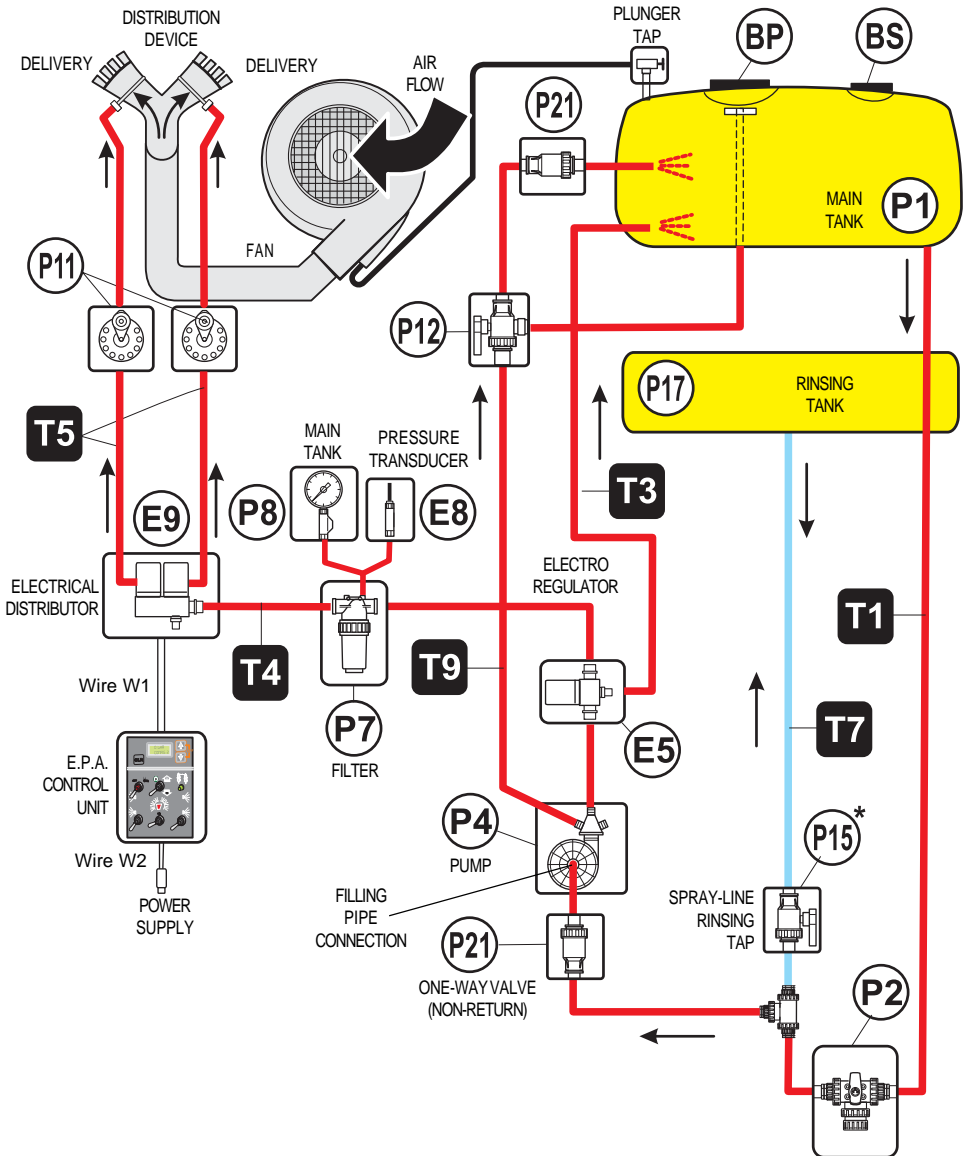 DISTRIBUTION
DEVICE
DELIVERY
DELIVERY
AIR
FLOW
PLUNGER
TAP
BP
BS
P21
MAIN
TANK
P1
FAN
P11
P12
P17
RINSING
TANK
T5
MAIN
TANK
PRESSURE
TRANSDUCER
P8
E8
T3
E9
ELECTRICAL
DISTRIBUTOR
ELECTRO
REGULATOR
T1
T4
T9
Wire W1
P7
FILTER
E5
T7
E.P.A.
CONTROL
UNIT
P4
PUMP
P15*
Wire W2
FILLING
PIPE
CONNECTION
SPRAY-LINE
RINSING
TAP
POWER
SUPPLY
P21
ONE-WAY VALVE
(NON-RETURN)
P2